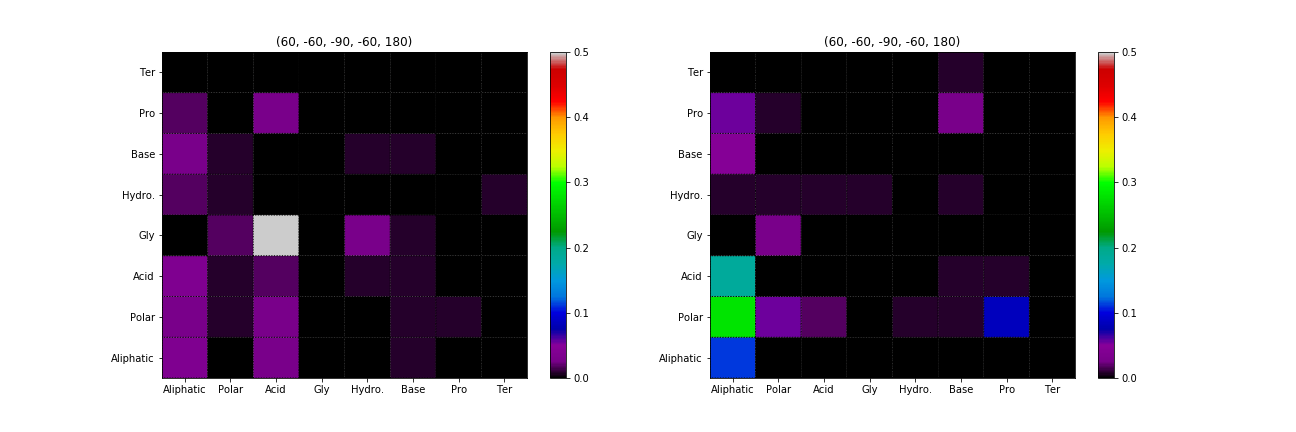 (60, -60, -90, -60, 180)
Ter
Pro
Base
Hydro.
Gly
Acid
Polar
Aliphatic
Aliphatic Polar Acid Gly Hydro. Base Pro Ter
0.5
0.4
0.3
0.2
0.1
0.0
(60, -60, -90, -60, 180)
Ter
Pro
Base
Hydro.
Gly
Acid
Polar
Aliphatic
Aliphatic Polar Acid Gly Hydro. Base Pro Ter
0.5
0.4
0.3
0.2
0.1
0.0